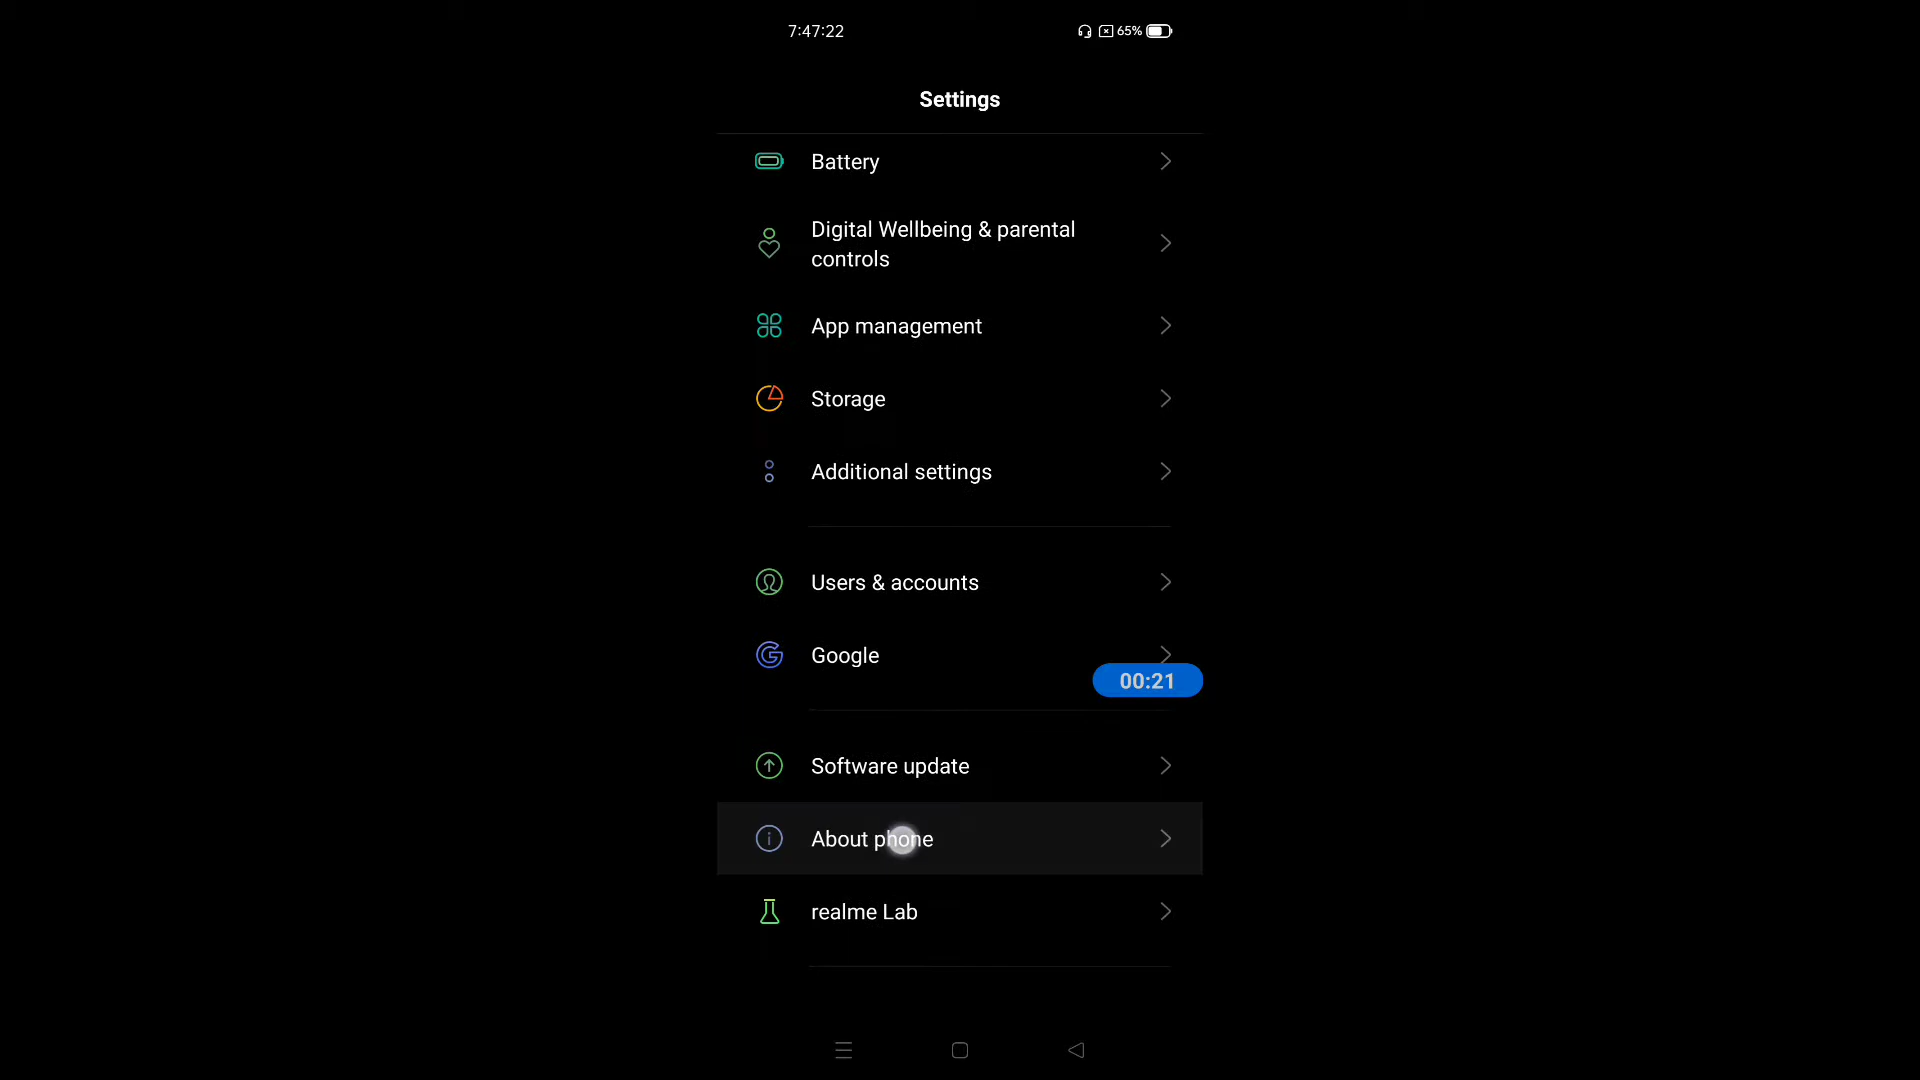 7:47:22
65%
Settings
Battery
Digital Wellbeing & parental
controls
App management
Storage
Additional settings
Users & accounts
Google
00:21
Software update
About phone
realme Lab